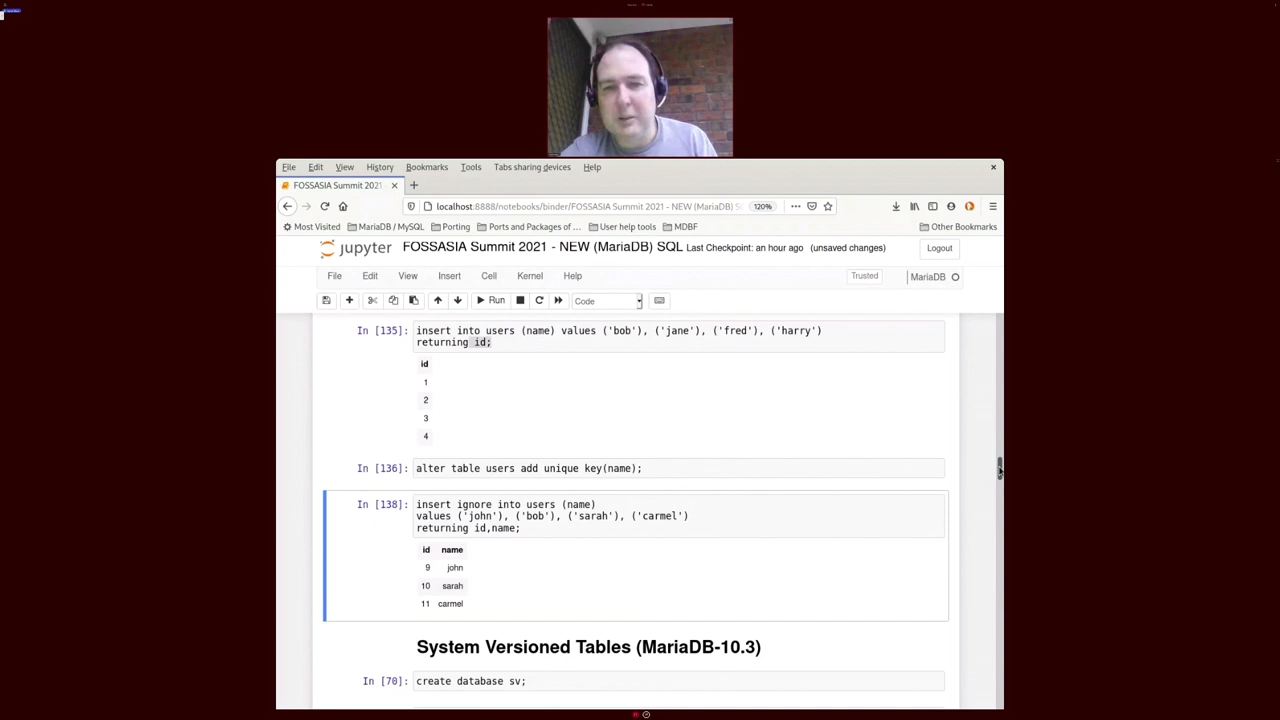 File Edit View History Bookmarks Tools Tabs sharing devices Help
FOSSASIA Summit 2021
localhost:8888/notebooks/binder/FOSSASIA Summit 2021 - NEW (MariaDB) 120%
Most Visited MariaDB / MySQL Porting Ports and Packages of … User help tools MDBF Other Bookmarks
jupyter FOSSASIA Summit 2021 - NEW (MariaDB) SQL Last Checkpoint: an hour ago (unsaved changes) Logout
File Edit View Insert Cell Kernel Help Trusted MariaDB
Run Code
In [135]: insert into users (name) values ('bob'), ('jane'), ('fred'), ('harry')
returning id;
id
1
2
3
4
In [136]: alter table users add unique key(name);
In [138]: insert ignore into users (name)
values ('john'), ('bob'), ('sarah'), ('carmel')
returning id,name;
id name
9 john
10 sarah
11 carmel
System Versioned Tables (MariaDB-10.3)
In [70]: create database sv;